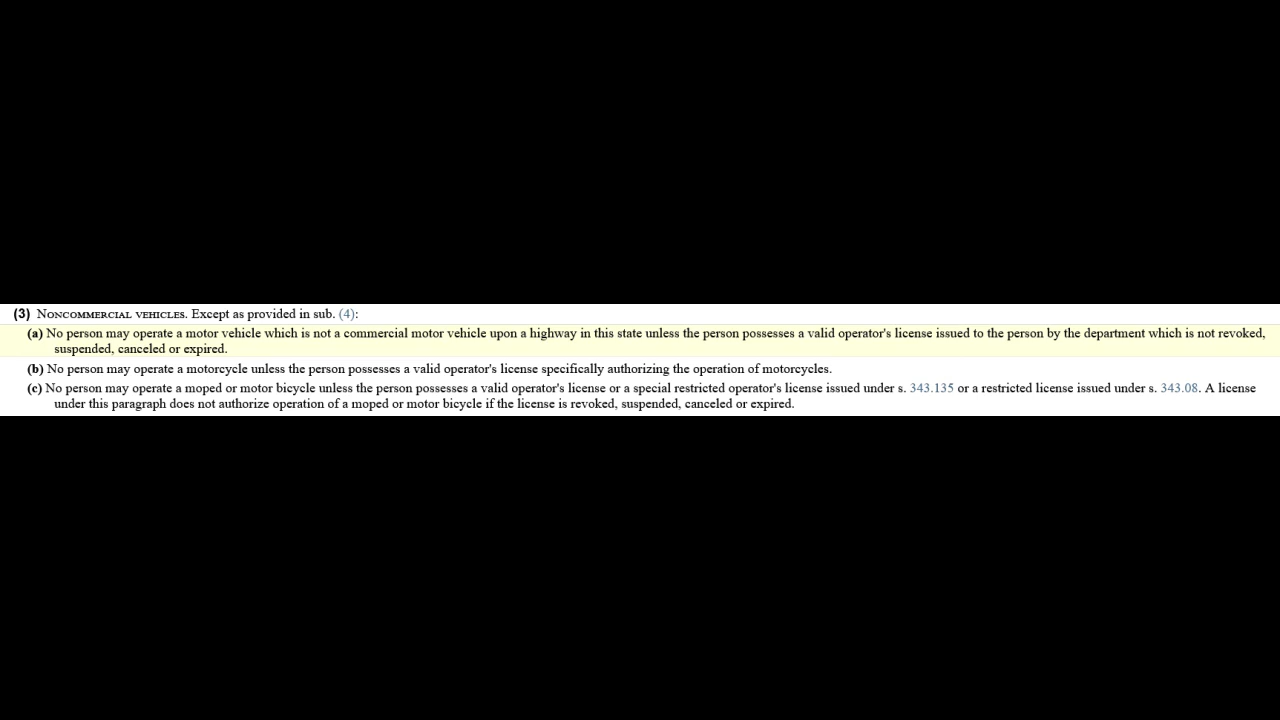 (3) Noncommercial vehicles. Except as provided in sub. (4):
(a) No person may operate a motor vehicle which is not a commercial motor vehicle upon a highway in this state unless the person possesses a valid operator's license issued to the person by the department which is not revoked,
suspended, canceled or expired.
(b) No person may operate a motorcycle unless the person possesses a valid operator's license specifically authorizing the operation of motorcycles.
(c) No person may operate a moped or motor bicycle unless the person possesses a valid operator's license or a special restricted operator's license issued under s. 343.135 or a restricted license issued under s. 343.08. A license
under this paragraph does not authorize operation of a moped or motor bicycle if the license is revoked, suspended, canceled or expired.